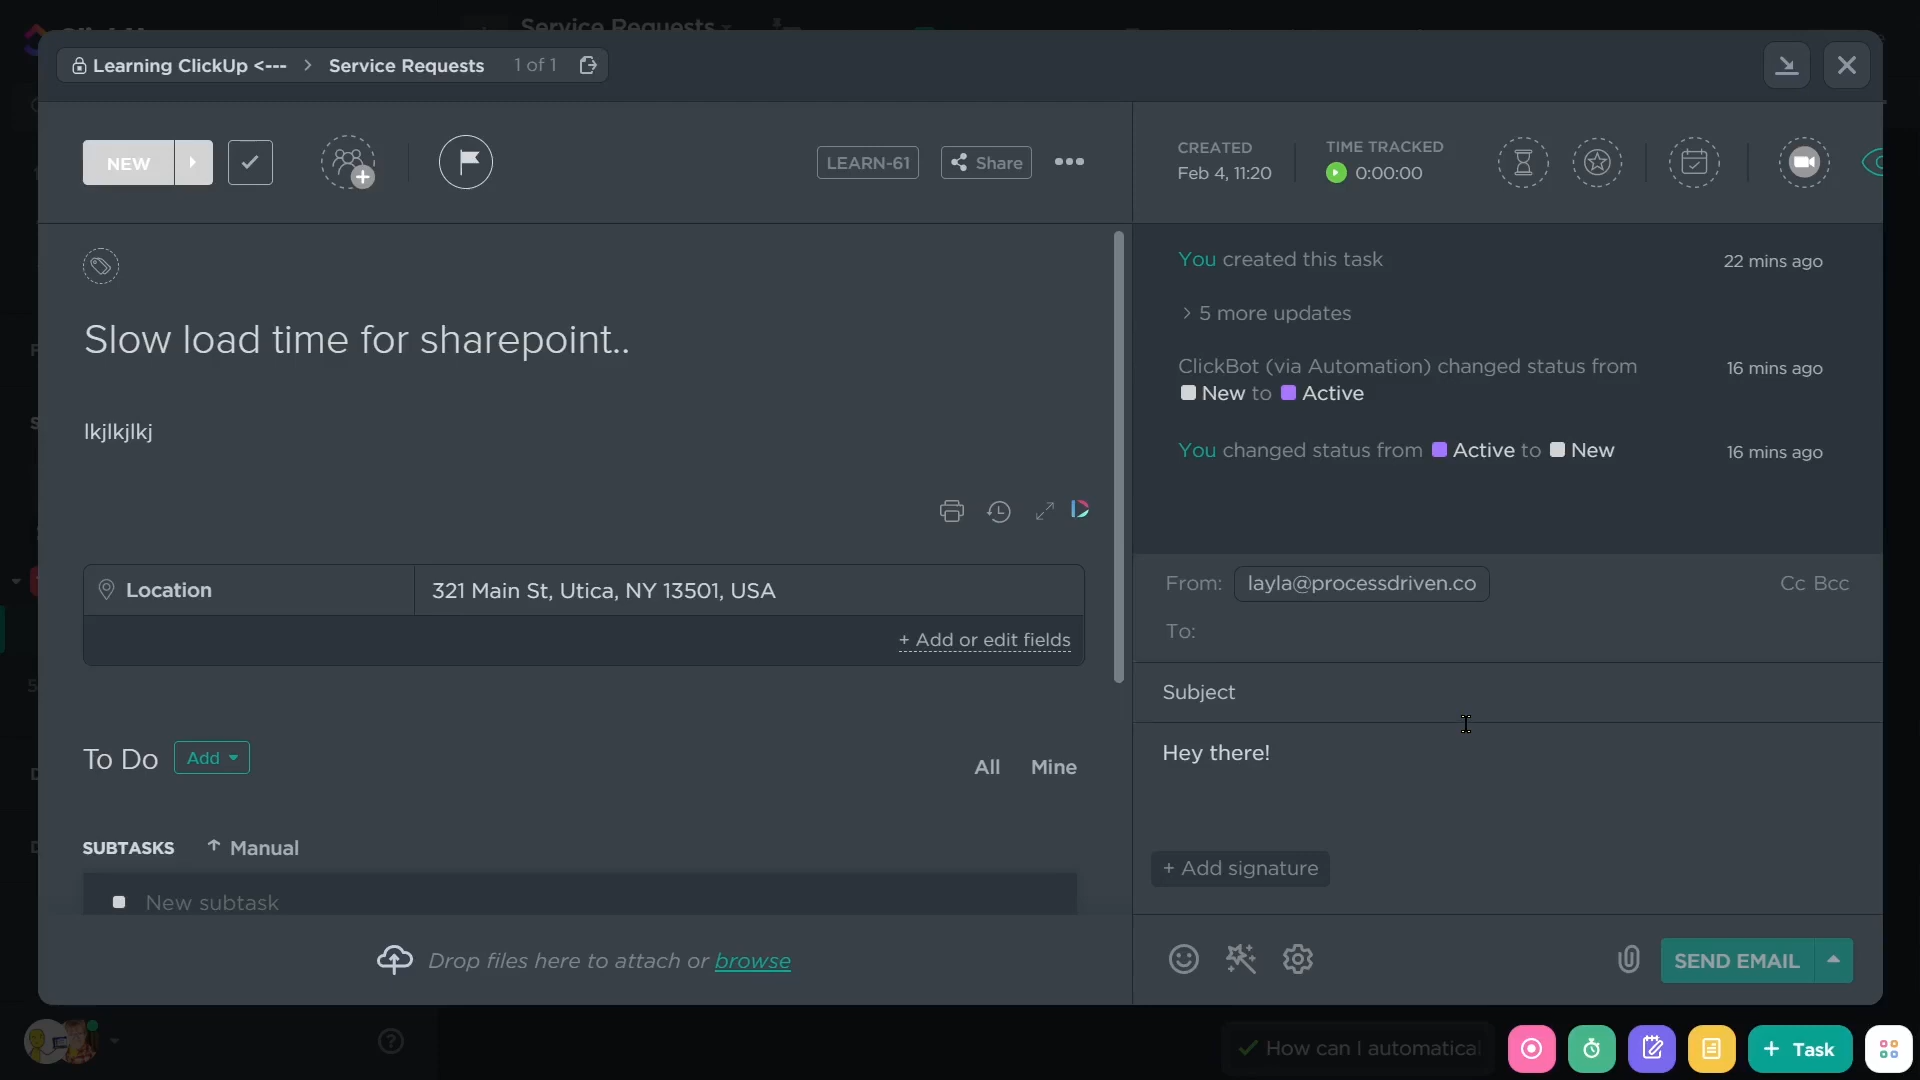 Service Requests
Learning ClickUp <--- > Service Requests 1 of 1
NEW
LEARN-61
Share
CREATED
Feb 4, 11:20
TIME TRACKED
0:00:00
Slow load time for sharepoint..
lkjlkjlkj
Location
321 Main St, Utica, NY 13501, USA
+ Add or edit fields
To Do
Add
All
Mine
SUBTASKS
Manual
New subtask
Drop files here to attach or browse
You created this task
22 mins ago
> 5 more updates
ClickBot (via Automation) changed status from
New to Active
16 mins ago
You changed status from Active to New
16 mins ago
From: layla@processdriven.co
Cc Bcc
To:
Subject
Hey there!
+ Add signature
SEND EMAIL
How can I automatica
+ Task